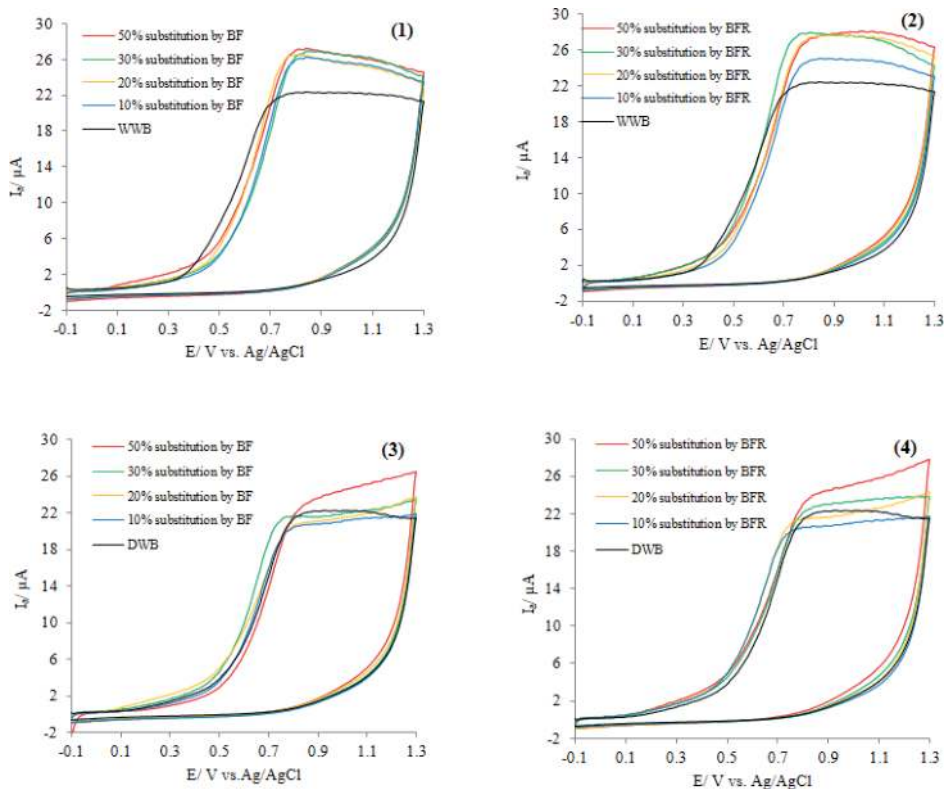 (1)
50% substitution by BF
30% substitution by BF
20% substitution by BF
10% substitution by BF
WWB
30
26
22
18
14
10
6
2
-2
-0.1 0.1 0.3 0.5 0.7 0.9 1.1 1.3
Ia/ μA
E/ V vs. Ag/AgCl
(2)
50% substitution by BFR
30% substitution by BFR
20% substitution by BFR
10% substitution by BFR
WWB
30
26
22
18
14
10
6
2
-2
-0.1 0.1 0.3 0.5 0.7 0.9 1.1 1.3
Ia/ μA
E/ V vs. Ag/AgCl
(3)
50% substitution by BF
30% substitution by BF
20% substitution by BF
10% substitution by BF
DWB
30
26
22
18
14
10
6
2
-2
-0.1 0.1 0.3 0.5 0.7 0.9 1.1 1.3
Ia/ μA
E/ V vs.Ag/AgCl
(4)
50% substitution by BFR
30% substitution by BFR
20% substitution by BFR
10% substitution by BFR
DWB
30
26
22
18
14
10
6
2
-2
-0.1 0.1 0.3 0.5 0.7 0.9 1.1 1.3
Ia/ μA
E/ V vs. Ag/AgCl